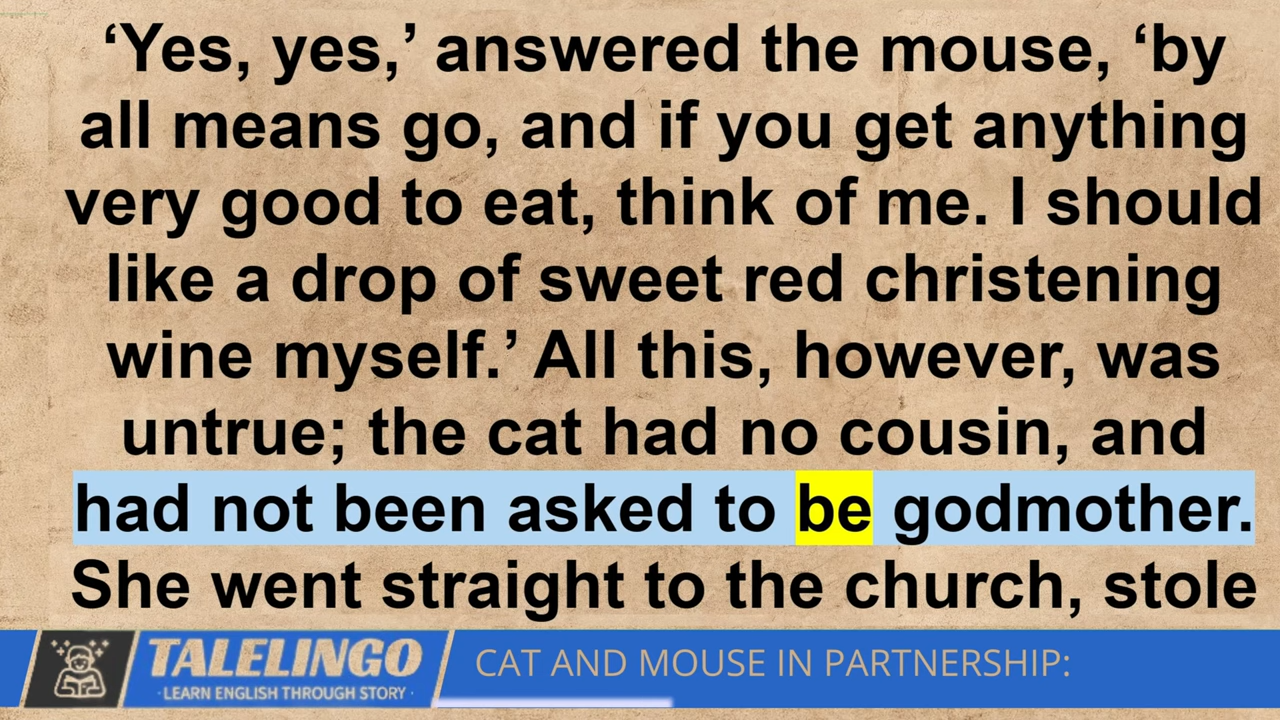 ‘Yes, yes,’ answered the mouse, ‘by
all means go, and if you get anything
very good to eat, think of me. I should
like a drop of sweet red christening
wine myself.’ All this, however, was
untrue; the cat had no cousin, and
had not been asked to be godmother.
She went straight to the church, stole
TALELINGO
· LEARN ENGLISH THROUGH STORY ·
CAT AND MOUSE IN PARTNERSHIP: